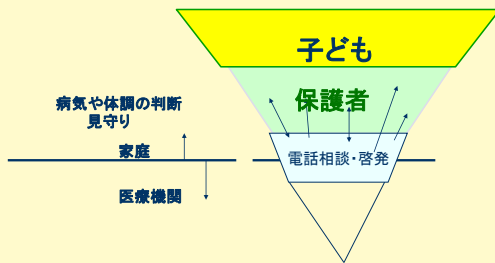 子ども
保護者
病気や体調の判断
見守り
家庭
電話相談・啓発
医療機関